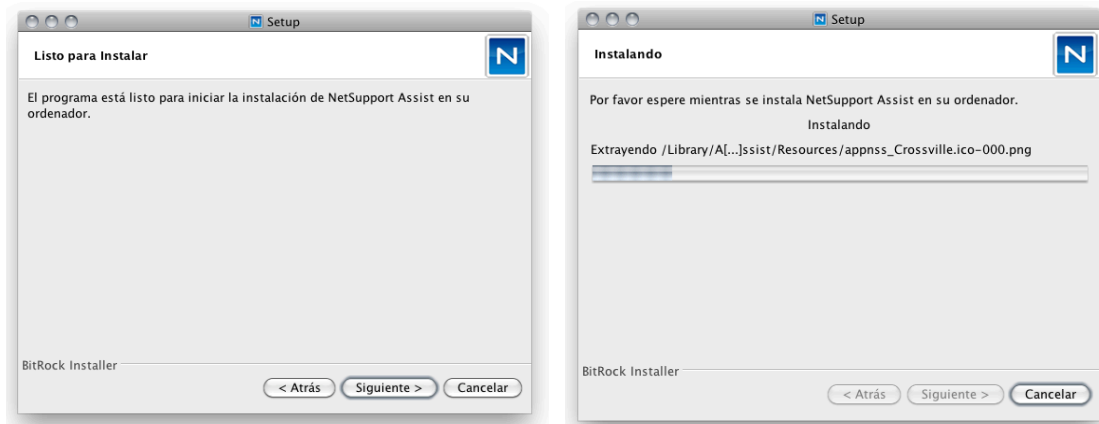 Setup
Listo para Instalar
N
El programa está listo para iniciar la instalación de NetSupport Assist en su
ordenador.
BitRock Installer
< Atrás
Siguiente >
Cancelar
Setup
Instalando
N
Por favor espere mientras se instala NetSupport Assist en su ordenador.
Instalando
Extrayendo /Library/A[...]ssist/Resources/appnss_Crossville.ico-000.png
BitRock Installer
< Atrás
Siguiente >
Cancelar